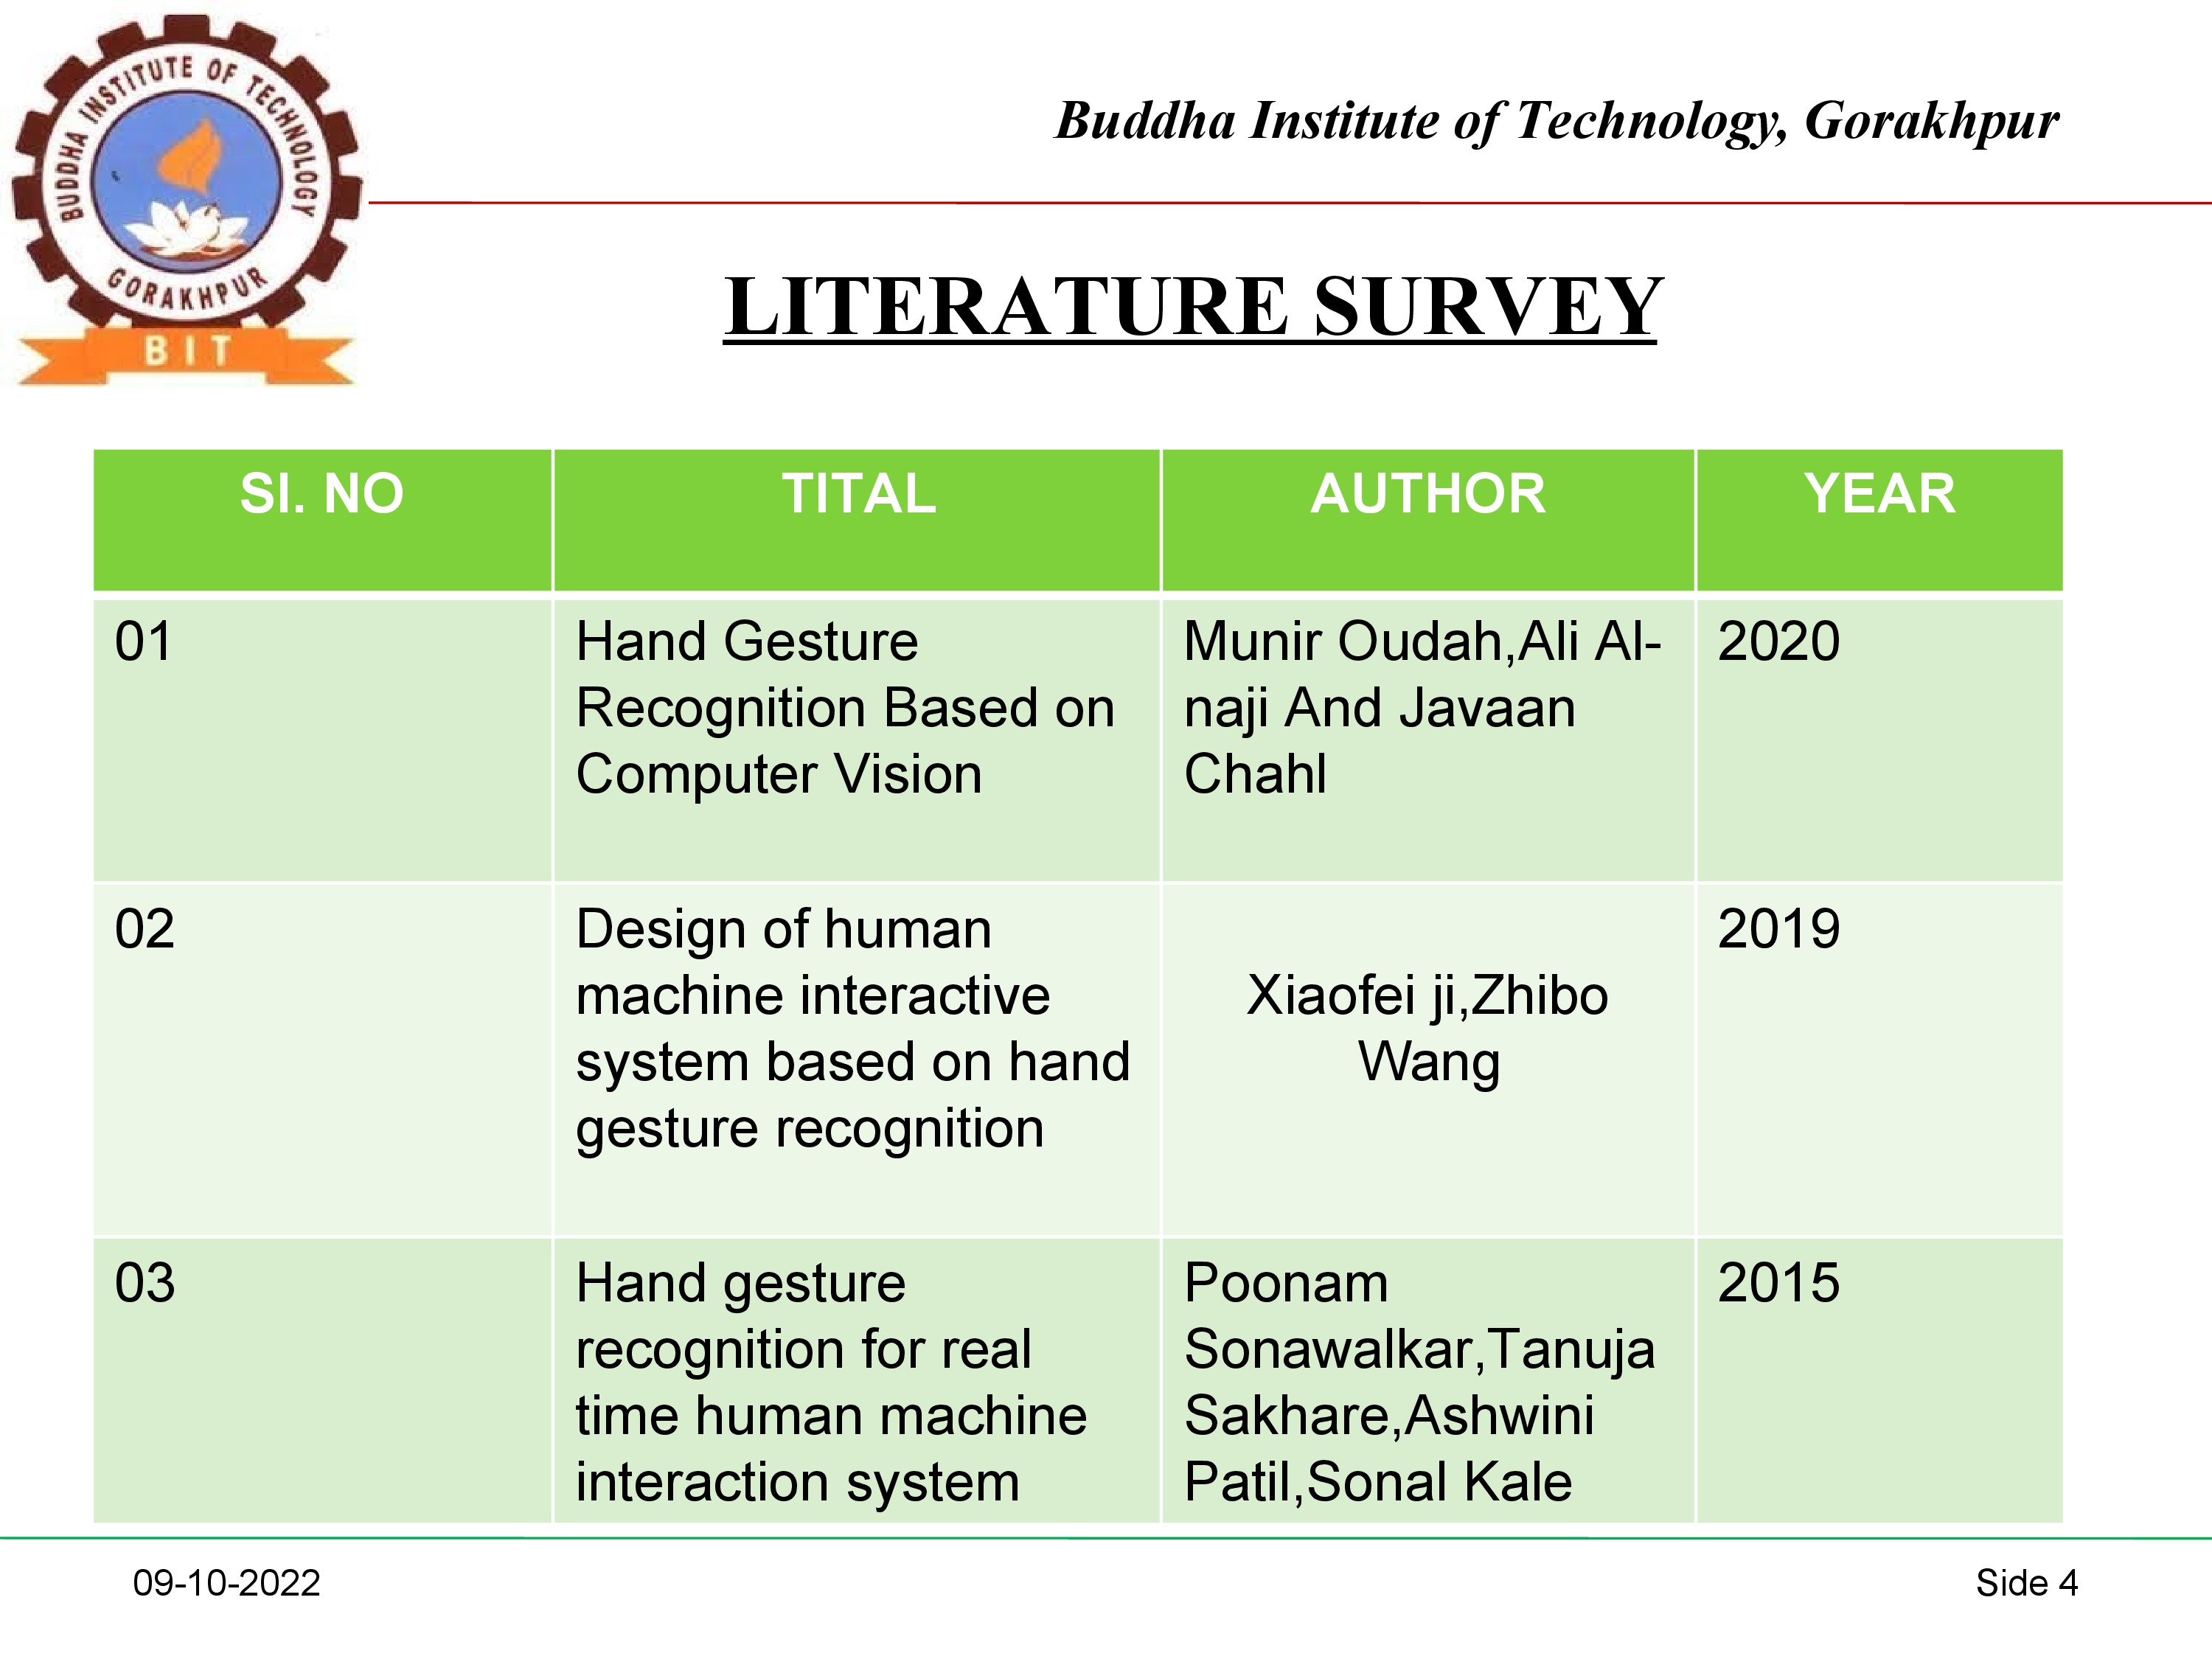 BUDDHA INSTITUTE OF TECHNOLOGY
GORAKHPUR
BIT
Buddha Institute of Technology, Gorakhpur
LITERATURE SURVEY
SI. NO
TITAL
AUTHOR
YEAR
01
Hand Gesture
Recognition Based on
Computer Vision
Munir Oudah,Ali Al-
naji And Javaan
Chahl
2020
02
Design of human
machine interactive
system based on hand
gesture recognition
Xiaofei ji,Zhibo
Wang
2019
03
Hand gesture
recognition for real
time human machine
interaction system
Poonam
Sonawalkar,Tanuja
Sakhare,Ashwini
Patil,Sonal Kale
2015
09-10-2022
Side 4